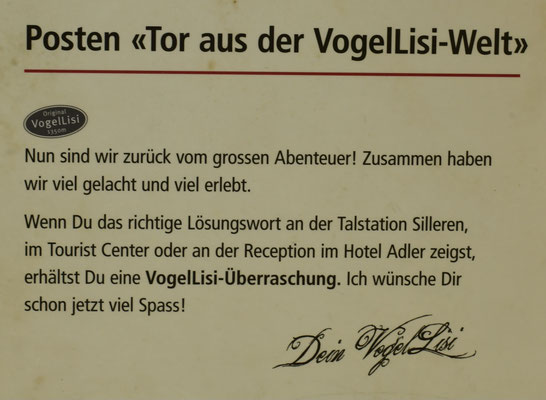 Posten «Tor aus der VogelLisi-Welt»
Original
VogelLisi
1350m
Nun sind wir zurück vom grossen Abenteuer! Zusammen haben
wir viel gelacht und viel erlebt.
Wenn Du das richtige Lösungswort an der Talstation Silleren,
im Tourist Center oder an der Reception im Hotel Adler zeigst,
erhältst Du eine VogelLisi-Überraschung. Ich wünsche Dir
schon jetzt viel Spass!
Dein VogelLisi